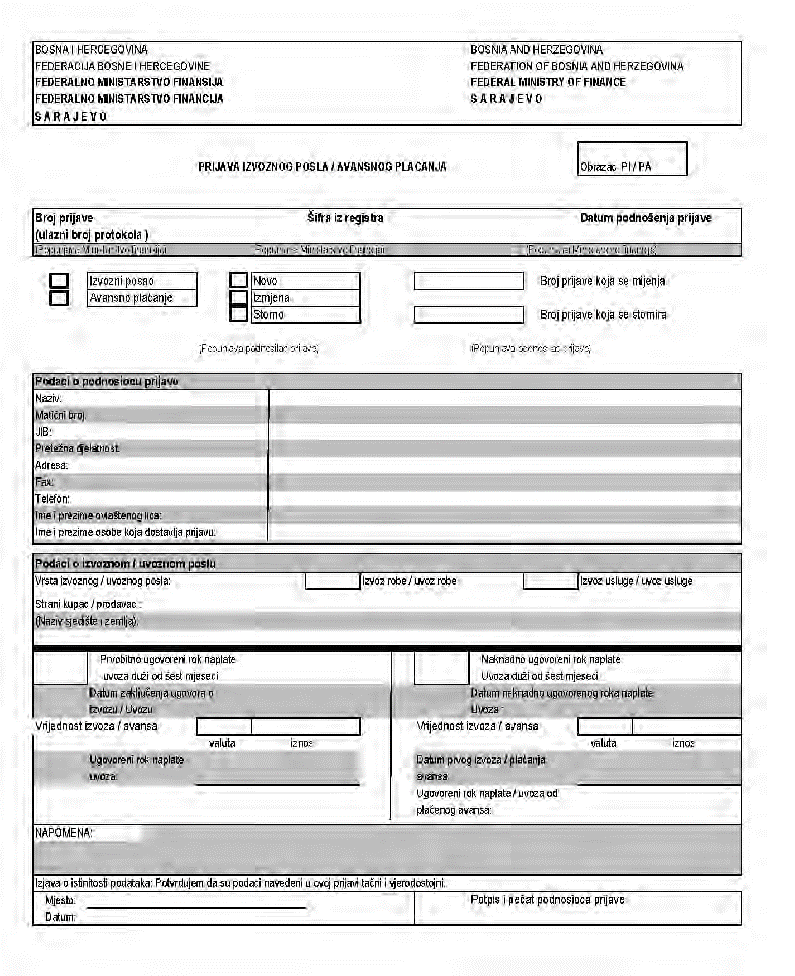 BOSNA I HERCEGOVINA
FEDERACIJA BOSNE I HERCEGOVINE
FEDERALNO MINISTARSTVO FINANSIJA
FEDERALNO MINISTARSTVO FINANCIJA
S A R A J E V O
BOSNIA AND HERZEGOVINA
FEDERATION OF BOSNIA AND HERZEGOVINA
FEDERAL MINISTRY OF FINANCE
S A R A J E V O
PRIJAVA IZVOZNOG POSLA / AVANSNOG PLAĆANJA
Obrazac PI / PA
Broj prijave
(ulazni broj protokola )
Šifra iz registra
Datum podnošenja prijave
Izvozni posao
Avansno plaćanje
Novo
Izmjena
Storno
Broj prijave koja se mijenja
Broj prijave koja se stornira
(Popunjava podnosilac prijave)
(Popunjava podnosilac prijave)
Podaci o podnosiocu prijave
Naziv:
Matični broj:
JIB:
Pretežna djelatnost:
Adresa:
Fax:
Telefon:
Ime i prezime ovlaštenog lica:
Ime i prezime osobe koja dostavlja prijavu:
Podaci o izvoznom / uvoznom poslu
Vrsta izvoznog / uvoznog posla:
Izvoz robe / uvoz robe
Izvoz usluge / uvoz usluge
Strani kupac / prodavac :
(Naziv sjedište i zemlja):
Prvobitno ugovoreni rok naplate
uvoza duži od šest mjeseci
Datum zaključenja ugovora o
Izvozu / Uvozu:
Vrijednost izvoza / avansa
valuta iznos
Ugovoreni rok naplate
uvoza:
Naknadno ugovoreni rok naplate
Uvoza duži od šest mjeseci
Datum naknadno ugovorenog roka naplate
Uvoza:
Vrijednost izvoza / avansa
valuta iznos
Datum prvog izvoza / plaćanja
avansa:
Ugovoreni rok naplate / uvoza od
plaćenog avansa:
NAPOMENA:
Izjava o istinitosti podataka: Potvrdujem da su podaci navedeni u ovoj prijavi tačni i vjerodostojni.
Mjesto:
Datum:
Potpis i pečat podnosioca prijave